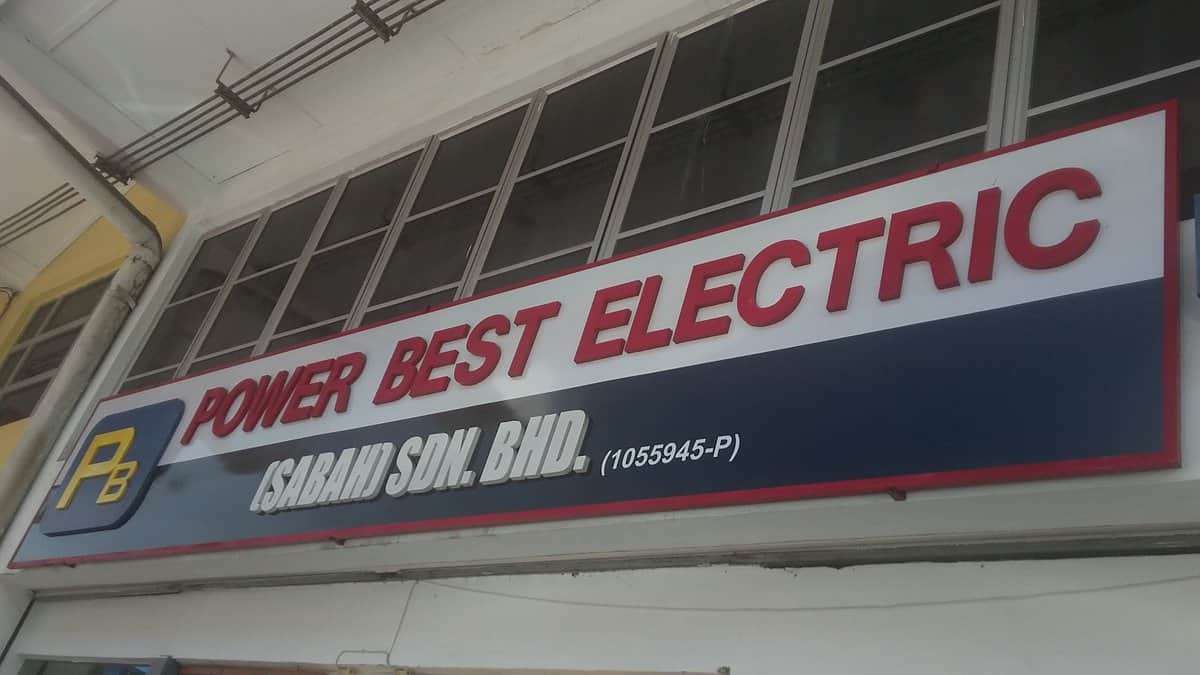 PB
POWER BEST ELECTRIC
(SABAH) SDN. BHD. (1055945-P)